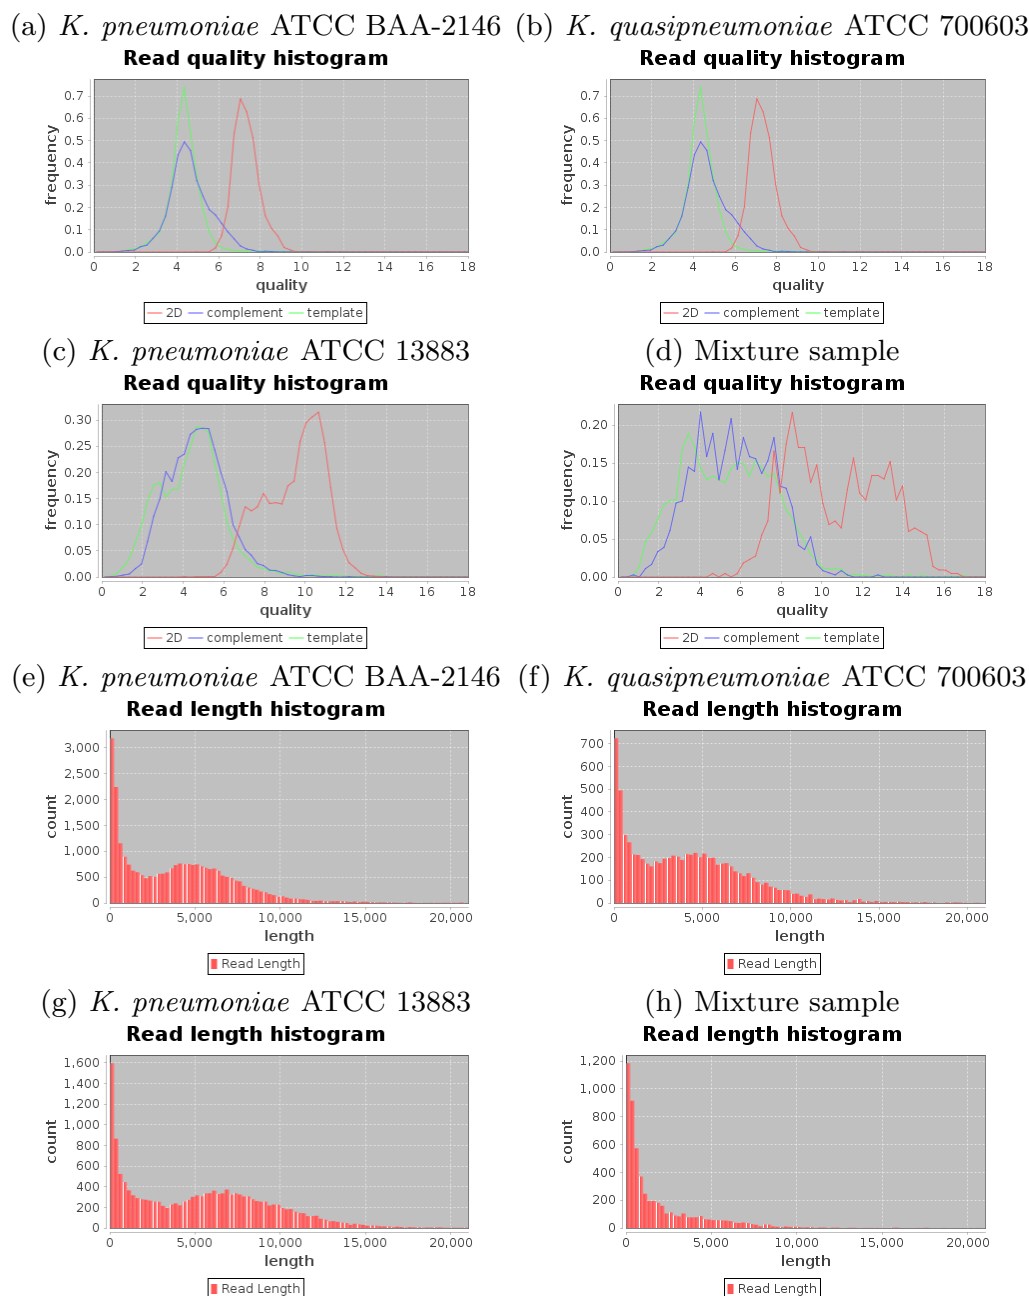 (a) K. pneumoniae ATCC BAA-2146 (b) K. quasipneumoniae ATCC 700603
Read quality histogram
0.7
0.6
0.5
0.4
0.3
0.2
0.1
0.0
frequency
0 2 4 6 8 10 12 14 16 18
quality
2D complement template
Read quality histogram
0.7
0.6
0.5
0.4
0.3
0.2
0.1
0.0
frequency
0 2 4 6 8 10 12 14 16 18
quality
2D complement template
(c) K. pneumoniae ATCC 13883
Read quality histogram
0.30
0.25
0.20
0.15
0.10
0.05
0.00
frequency
0 2 4 6 8 10 12 14 16 18
quality
2D complement template
(d) Mixture sample
Read quality histogram
0.20
0.15
0.10
0.05
0.00
frequency
0 2 4 6 8 10 12 14 16 18
quality
2D complement template
(e) K. pneumoniae ATCC BAA-2146 (f) K. quasipneumoniae ATCC 700603
Read length histogram
3,000
2,500
2,000
1,500
1,000
500
0
count
0 5,000 10,000 15,000 20,000
length
Read Length
Read length histogram
700
600
500
400
300
200
100
0
count
0 5,000 10,000 15,000 20,000
length
Read Length
(g) K. pneumoniae ATCC 13883
Read length histogram
1,600
1,400
1,200
1,000
800
600
400
200
0
count
0 5,000 10,000 15,000 20,000
length
Read Length
(h) Mixture sample
Read length histogram
1,200
1,000
800
600
400
200
0
count
0 5,000 10,000 15,000 20,000
length
Read Length